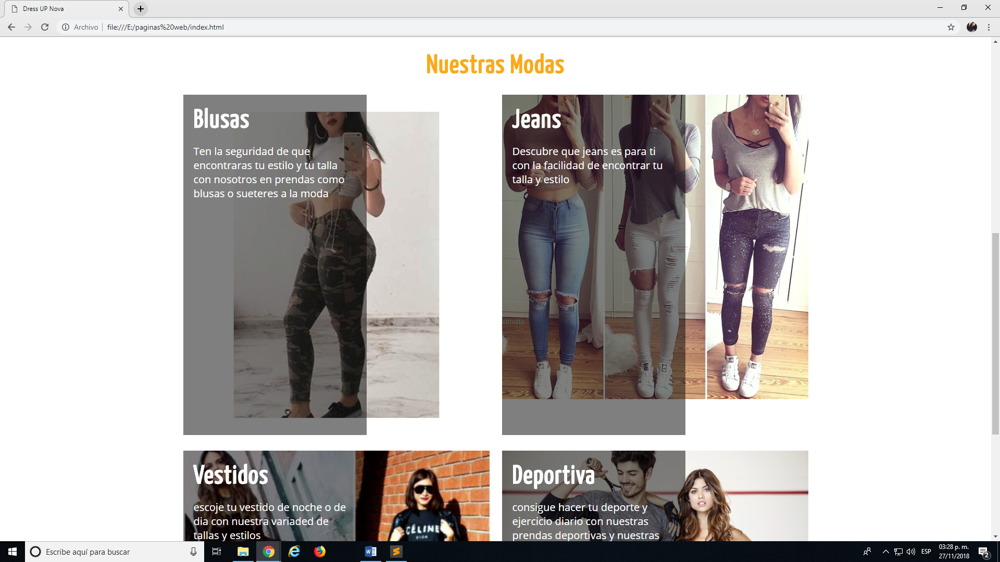 Dress UP Nova
Archivo
file:///E:/paginas%20web/index.html
Nuestras Modas
Blusas
Ten la seguridad de que
encontraras tu estilo y tu talla
con nosotros en prendas como
blusas o sueteres a la moda
Jeans
Descubre que jeans es para ti
con la facilidad de encontrar tu
talla y estilo
Vestidos
escoje tu vestido de noche o de
dia con nuestra variaded de
tallas y estilos
CÉLINE
DION
Deportiva
consigue hacer tu deporte y
ejercicio diario con nuestras
prendas deportivas y nuestras
Escribe aquí para buscar
ESP
03:28 p. m.
27/11/2018
2